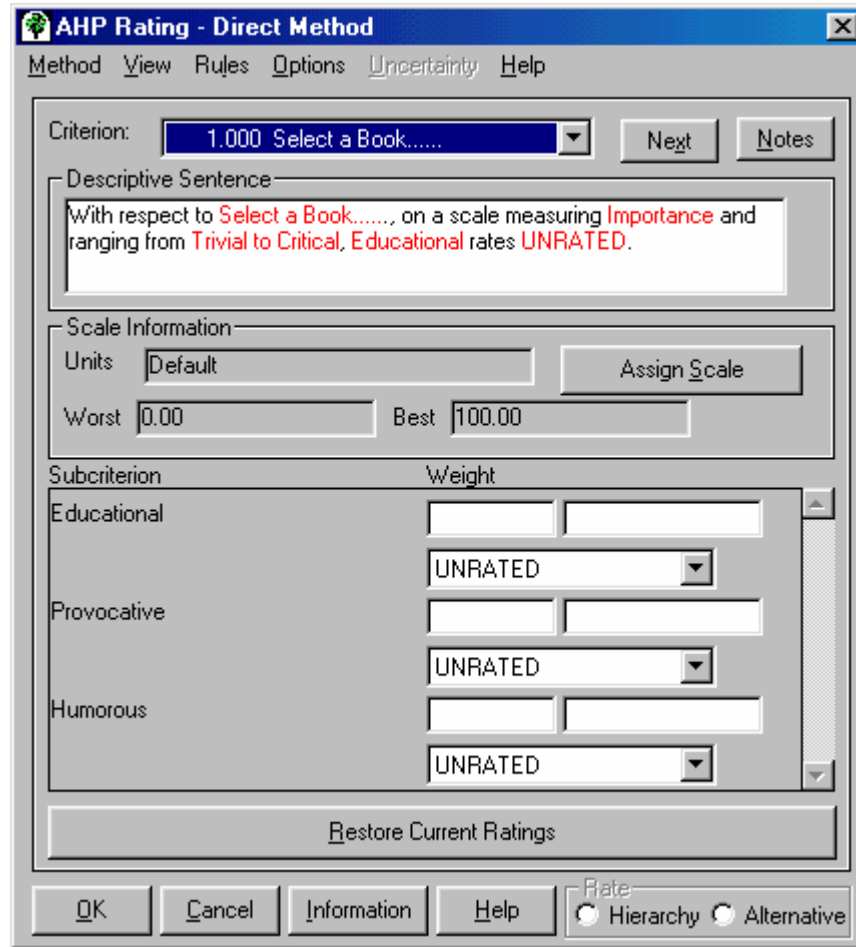 AHP Rating - Direct Method
Method View Rules Options Uncertainty Help
Criterion: 1.000 Select a Book...... Next Notes
Descriptive Sentence
With respect to Select a Book......, on a scale measuring Importance and
ranging from Trivial to Critical, Educational rates UNRATED.
Scale Information
Units Default Assign Scale
Worst 0.00 Best 100.00
Subcriterion Weight
Educational
UNRATED
Provocative
UNRATED
Humorous
UNRATED
Restore Current Ratings
Rate
OK Cancel Information Help Hierarchy Alternative